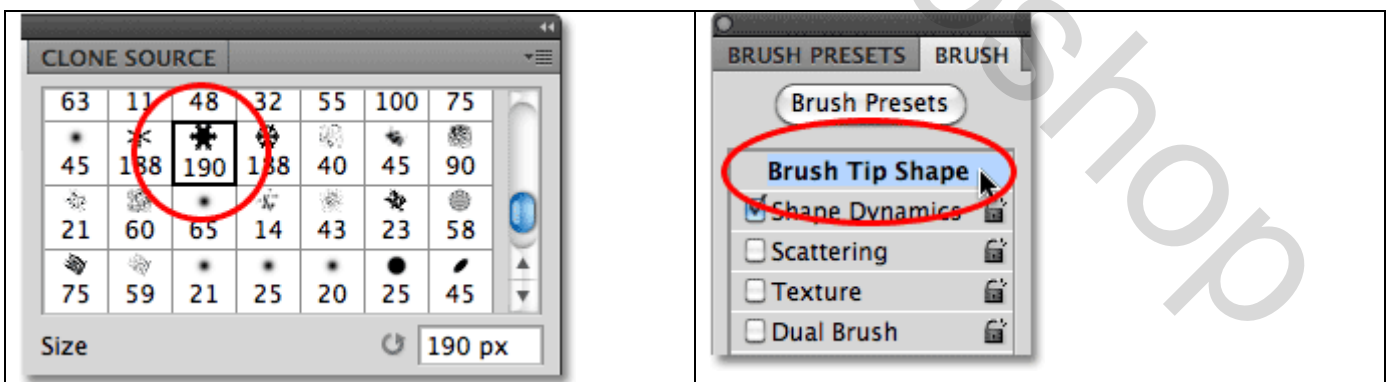 CLONE SOURCE
63 11 48 32 55 100 75
45 188 190 188 40 45 90
21 60 65 14 43 23 58
75 59 21 25 20 25 45
Size 190 px
BRUSH PRESETS BRUSH
Brush Presets
Brush Tip Shape
Shape Dynamics
Scattering
Texture
Dual Brush